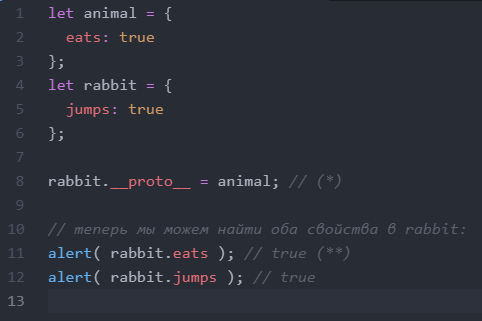 1 let animal = {
2   eats: true
3 };
4 let rabbit = {
5   jumps: true
6 };
7
8 rabbit.__proto__ = animal; // (*)
9
10 // теперь мы можем найти оба свойства в rabbit:
11 alert( rabbit.eats ); // true (**)
12 alert( rabbit.jumps ); // true
13